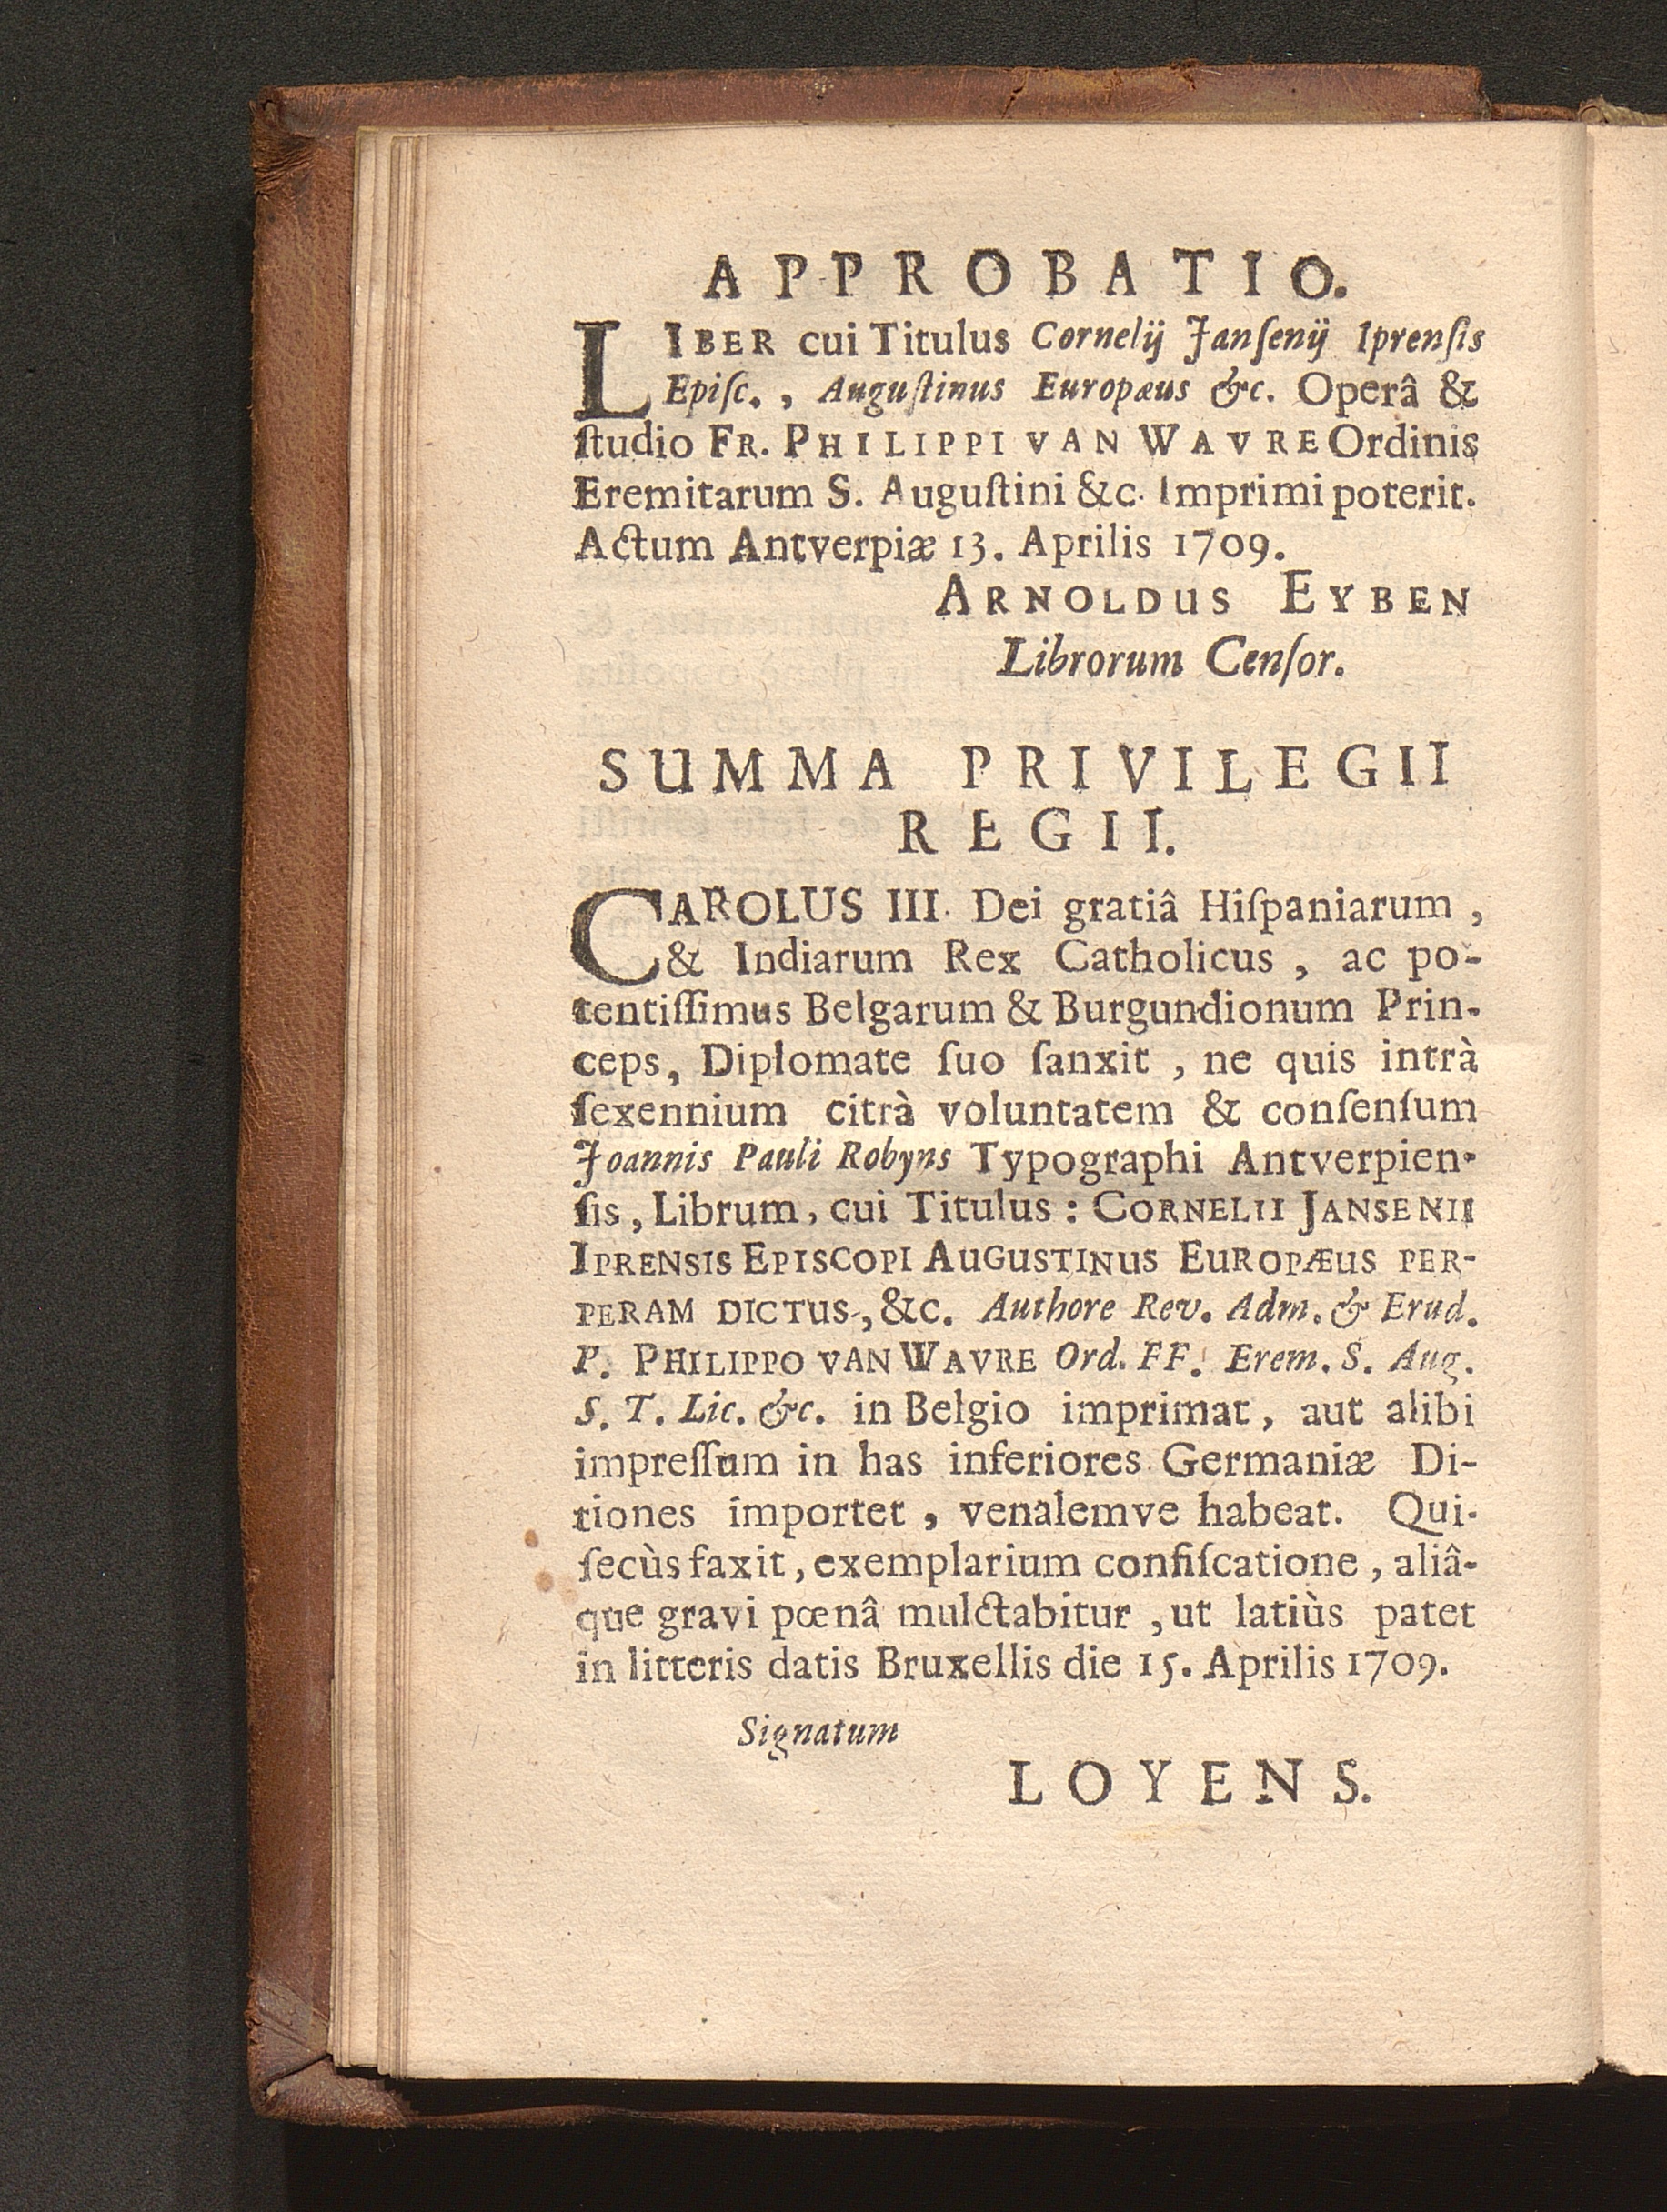 APPROBATIO.
LIBER cui Titulus Cornelij Janſenij Iprenſis
Epiſc., Auguſtinus Europæus &c. Operâ &
ſtudio FR. PHILIPPI VAN WAVRE Ordinis
Eremitarum S. Auguſtini &c. Imprimi poterit.
Actum Antverpiæ 13. Aprilis 1709.
ARNOLDUS EYBEN
Librorum Cenſor.
SUMMA PRIVILEGII
REGII.
CAROLUS III. Dei gratiâ Hiſpaniarum,
& Indiarum Rex Catholicus, ac po-
tentiſſimus Belgarum & Burgundionum Prin-
ceps, Diplomate ſuo ſanxit, ne quis intrà
ſexennium citrà voluntatem & conſenſum
Joannis Pauli Robyns Typographi Antverpien-
ſis, Librum, cui Titulus: CORNELII JANSENII
IPRENSIS EPISCOPI AUGUSTINUS EUROPÆUS PER-
PERAM DICTUS, &c. Authore Rev. Adm. & Erud.
P. PHILIPPO VAN WAVRE Ord. FF. Erem. S. Aug.
S. T. Lic. &c. in Belgio imprimat, aut alibi
impreſſum in has inferiores Germaniæ Di-
tiones importet, venalemve habeat. Qui-
ſecùs faxit, exemplarium confiſcatione, aliâ-
que gravi pœnâ mulctabitur, ut latiùs patet
in litteris datis Bruxellis die 15. Aprilis 1709.
Signatum
LOYENS.